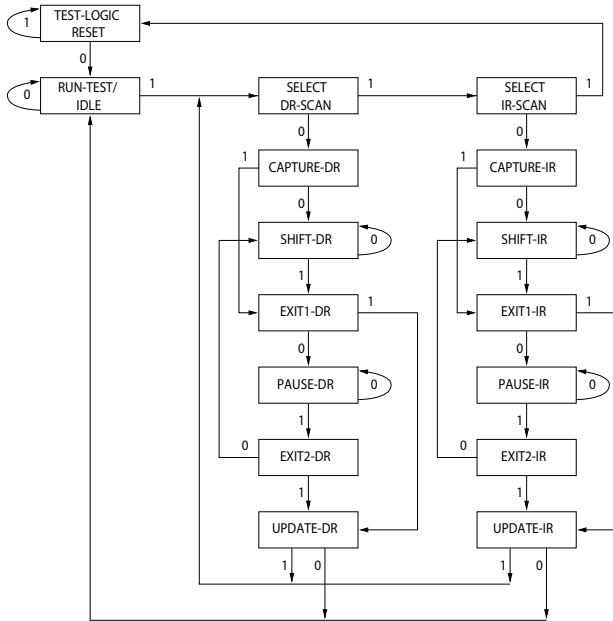 TEST-LOGIC
RESET
1
0
RUN-TEST/
IDLE
0
1
SELECT
DR-SCAN
1
SELECT
IR-SCAN
1
0
0
1
CAPTURE-DR
1
CAPTURE-IR
0
0
SHIFT-DR
0
SHIFT-IR
0
1
1
EXIT1-DR
1
EXIT1-IR
1
0
0
PAUSE-DR
0
PAUSE-IR
0
1
1
0
EXIT2-DR
0
EXIT2-IR
1
1
UPDATE-DR
UPDATE-IR
1
0
1
0